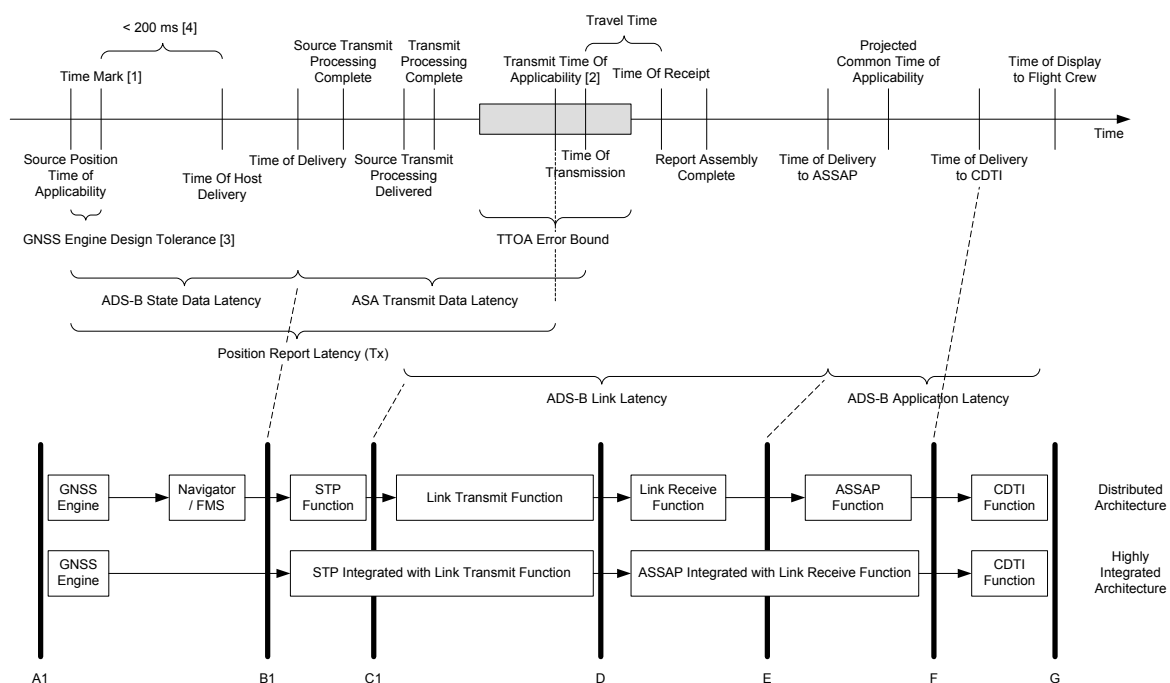 Travel Time
< 200 ms [4]
Source Transmit
Processing
Complete
Transmit
Processing
Complete
Transmit Time Of
Applicability [2]
Projected
Common Time of
Applicability
Time Mark [1]
Time Of Receipt
Time of Display
to Flight Crew
Time
Source Position
Time of
Applicability
Time Of Host
Delivery
Time of Delivery
Source Transmit
Processing
Delivered
Time Of
Transmission
Report Assembly
Complete
Time of Delivery
to ASSAP
Time of Delivery
to CDTI
GNSS Engine Design Tolerance [3]
TTOA Error Bound
ADS-B State Data Latency
ASA Transmit Data Latency
Position Report Latency (Tx)
ADS-B Link Latency
ADS-B Application Latency
GNSS
Engine
Navigator
/ FMS
STP
Function
Link Transmit Function
Link Receive
Function
ASSAP
Function
CDTI
Function
Distributed
Architecture
GNSS
Engine
STP Integrated with Link Transmit Function
ASSAP Integrated with Link Receive Function
CDTI
Function
Highly
Integrated
Architecture
A1
B1
C1
D
E
F
G